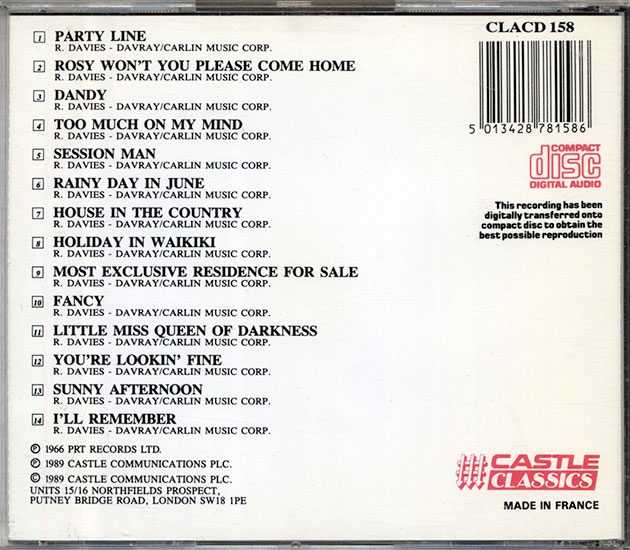 1 PARTY LINE
R. DAVIES - DAVRAY/CARLIN MUSIC CORP.
2 ROSY WON'T YOU PLEASE COME HOME
R. DAVIES - DAVRAY/CARLIN MUSIC CORP.
3 DANDY
R. DAVIES - DAVRAY/CARLIN MUSIC CORP.
4 TOO MUCH ON MY MIND
R. DAVIES - DAVRAY/CARLIN MUSIC CORP.
5 SESSION MAN
R. DAVIES - DAVRAY/CARLIN MUSIC CORP.
6 RAINY DAY IN JUNE
R. DAVIES - DAVRAY/CARLIN MUSIC CORP.
7 HOUSE IN THE COUNTRY
R. DAVIES - DAVRAY/CARLIN MUSIC CORP.
8 HOLIDAY IN WAIKIKI
R. DAVIES - DAVRAY/CARLIN MUSIC CORP.
9 MOST EXCLUSIVE RESIDENCE FOR SALE
R. DAVIES - DAVRAY/CARLIN MUSIC CORP.
10 FANCY
R. DAVIES - DAVRAY/CARLIN MUSIC CORP.
11 LITTLE MISS QUEEN OF DARKNESS
R. DAVIES - DAVRAY/CARLIN MUSIC CORP.
12 YOU'RE LOOKIN' FINE
R. DAVIES - DAVRAY/CARLIN MUSIC CORP.
13 SUNNY AFTERNOON
R. DAVIES - DAVRAY/CARLIN MUSIC CORP.
14 I'LL REMEMBER
R. DAVIES - DAVRAY/CARLIN MUSIC CORP.
℗ 1966 PRT RECORDS LTD.
℗ 1989 CASTLE COMMUNICATIONS PLC.
© 1989 CASTLE COMMUNICATIONS PLC.
UNITS 15/16 NORTHFIELDS PROSPECT,
PUTNEY BRIDGE ROAD, LONDON SW18 1PE
CLACD 158
5 013428 781586
COMPACT
disc
DIGITAL AUDIO
This recording has been
digitally transferred onto
compact disc to obtain the
best possible reproduction
CASTLE
CLASSICS
MADE IN FRANCE